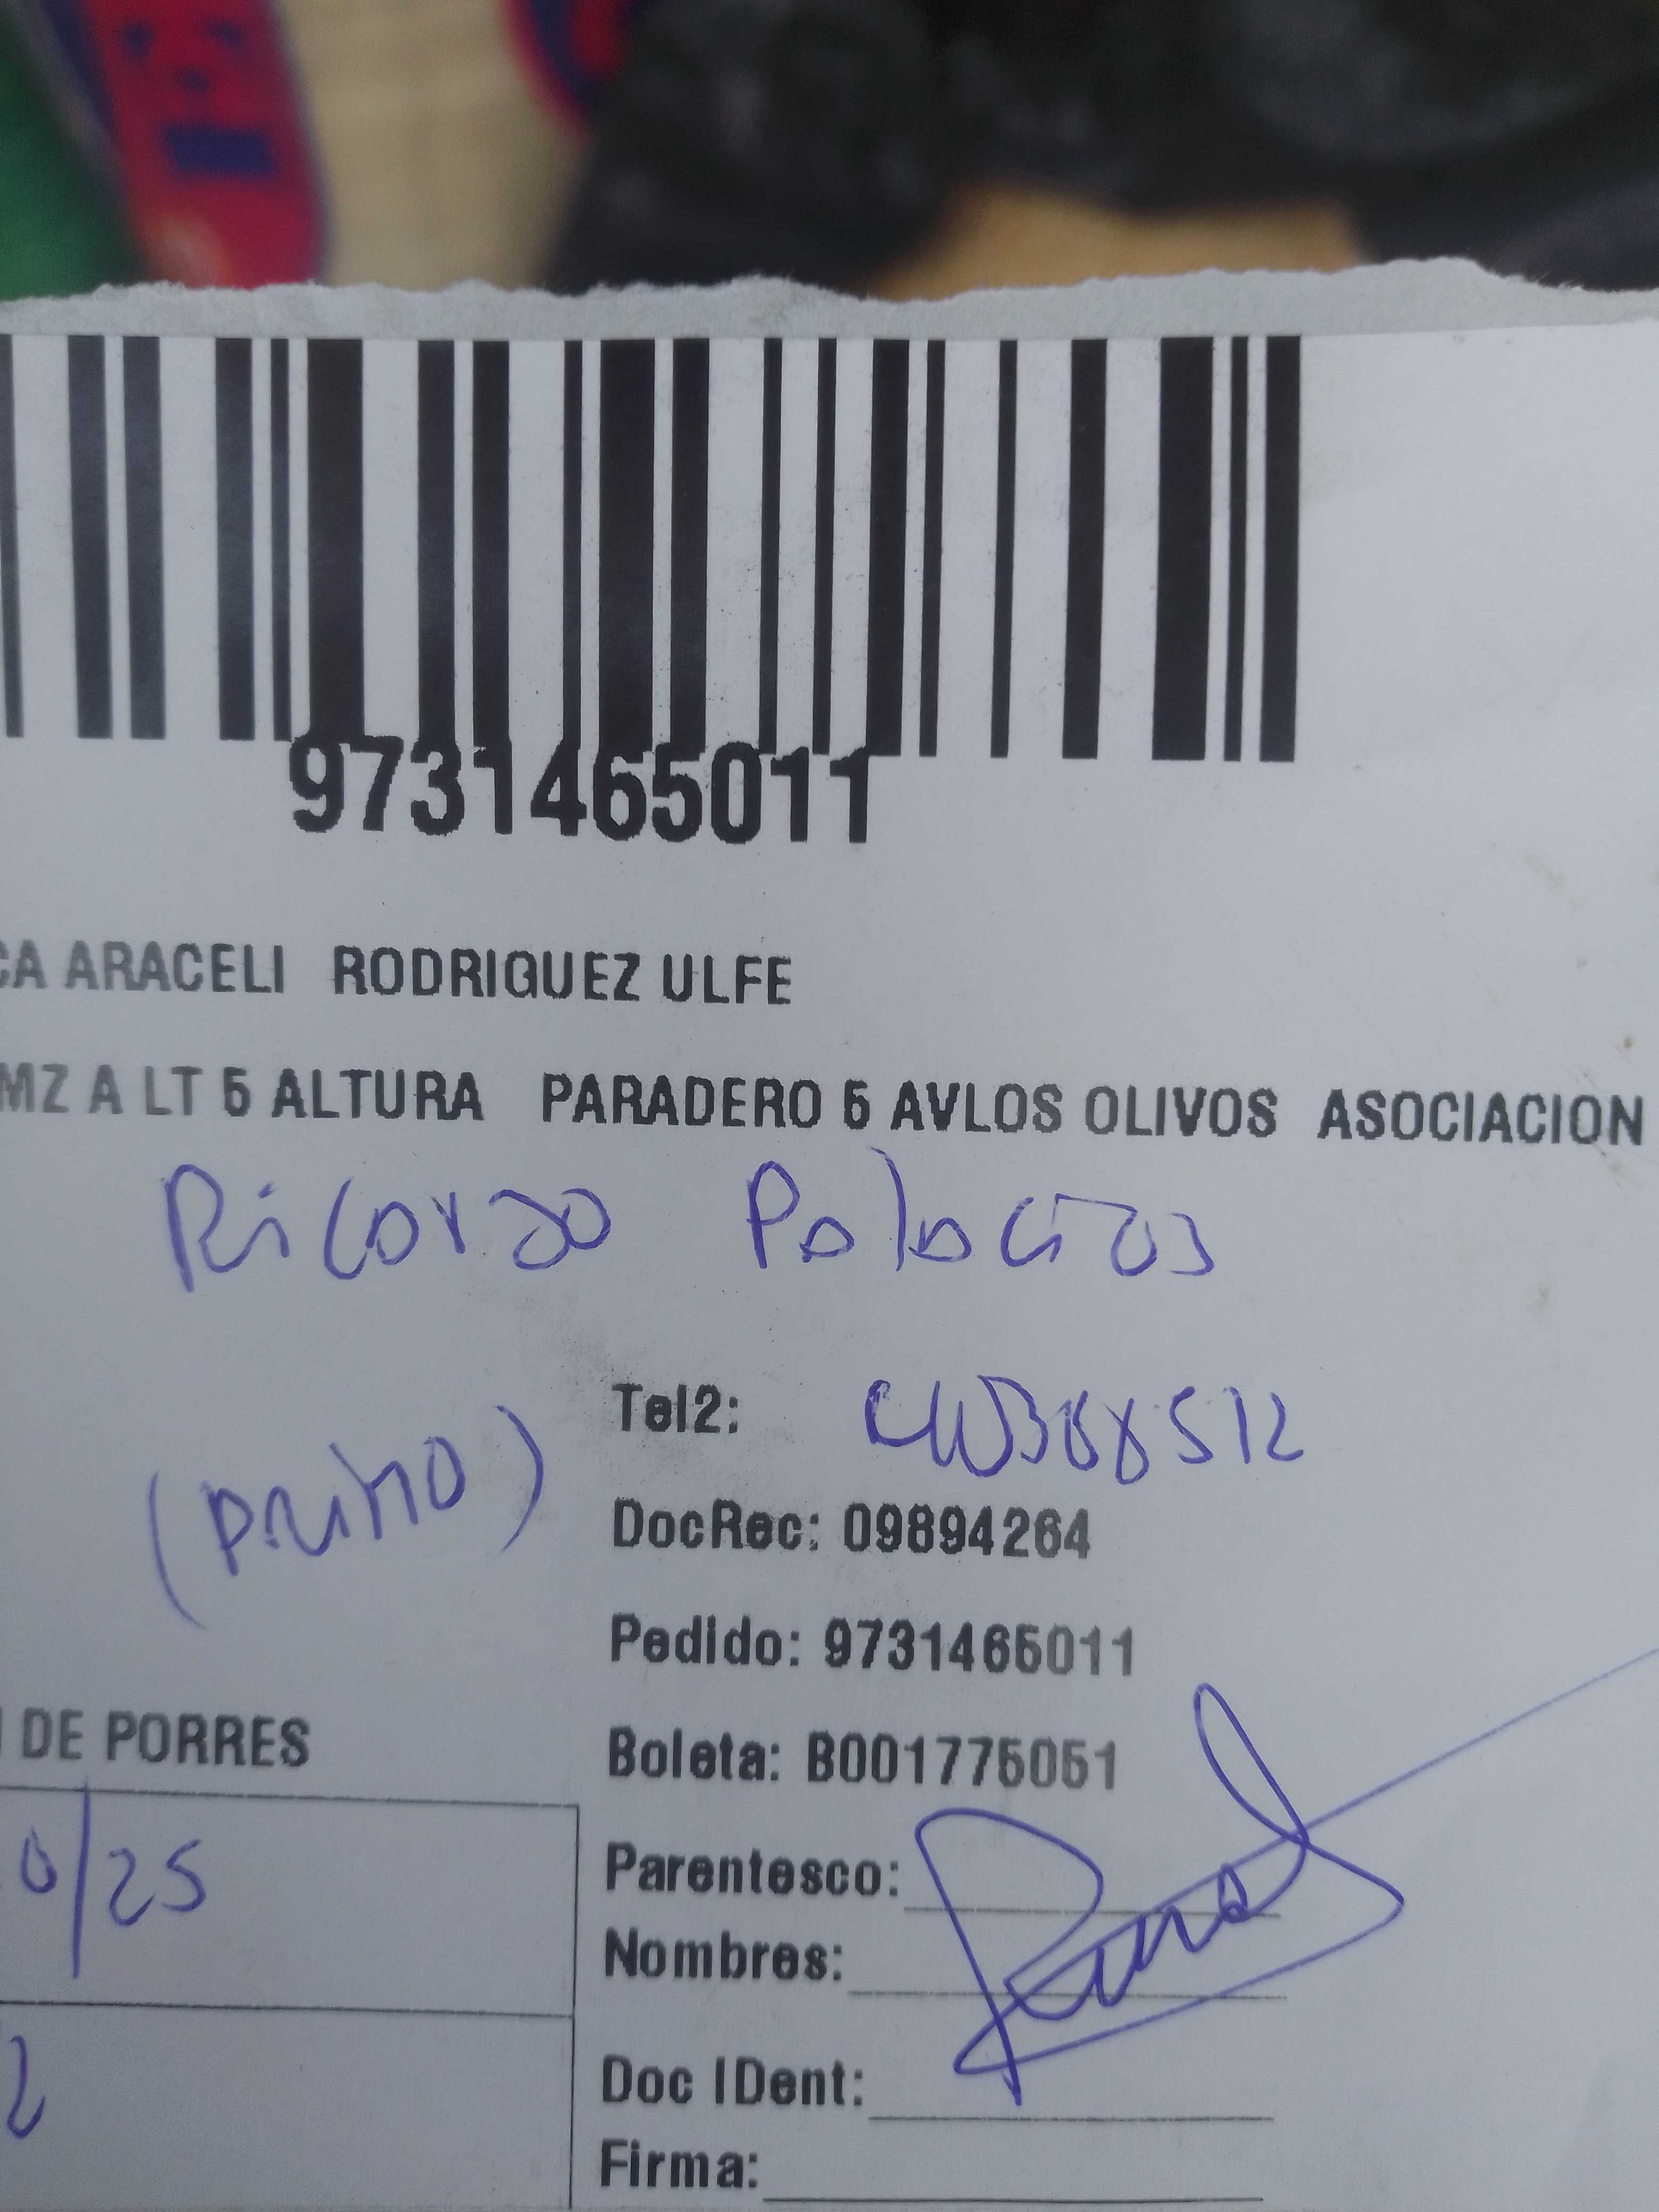 9731465011
CA ARACELI RODRIGUEZ ULFE
MZ A LT 5 ALTURA PARADERO 5 AVLOS OLIVOS ASOCIACION
Ricardo Palacios
Tel2:
(primo)
DocRec: 09894264
Pedido: 9731465011
DE PORRES
Boleta: B001775051
0/25
Parentesco:
Nombres:
2
Doc IDent:
Firma: